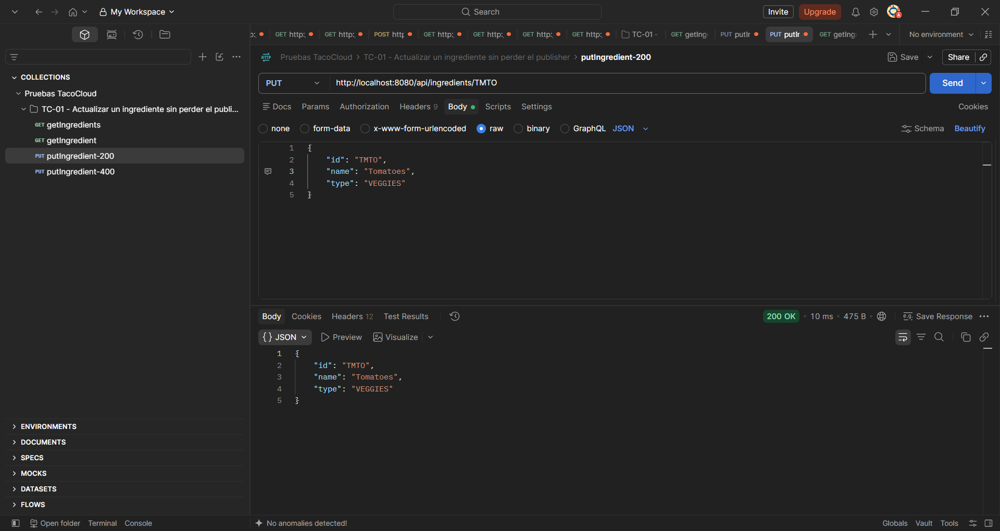 My Workspace
Search
Invite
Upgrade
GET http:
GET http:
POST http
GET http:
GET http:
GET http:
GET http:
TC-01 -
GET getIngr
PUT putIr
PUT putIr
GET getIngr
No environment
COLLECTIONS
Pruebas TacoCloud
TC-01 - Actualizar un ingrediente sin perder el publi...
GET getIngredients
GET getIngredient
PUT putIngredient-200
PUT putIngredient-400
ENVIRONMENTS
DOCUMENTS
SPECS
MOCKS
DATASETS
FLOWS
HTTP Pruebas TacoCloud > TC-01 - Actualizar un ingrediente sin perder el publisher > putIngredient-200
Save
Share
PUT http://localhost:8080/api/ingredients/TMTO
Send
Docs Params Authorization Headers 9 Body Scripts Settings
Cookies
none form-data x-www-form-urlencoded raw binary GraphQL JSON
Schema Beautify
1 {
2 "id": "TMTO",
3 "name": "Tomatoes",
4 "type": "VEGGIES"
5 }
Body Cookies Headers 12 Test Results
200 OK • 10 ms • 475 B
e.g. Save Response
{} JSON Preview Visualize
1 {
2 "id": "TMTO",
3 "name": "Tomatoes",
4 "type": "VEGGIES"
5 }
Open folder Terminal Console
No anomalies detected!
Globals Vault Tools